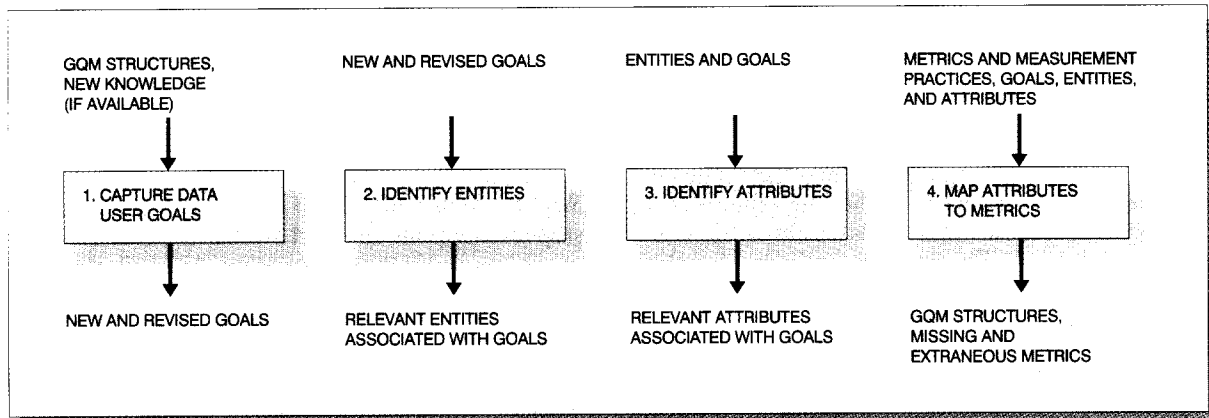 GQM STRUCTURES,
NEW KNOWLEDGE
(IF AVAILABLE)
1. CAPTURE DATA
USER GOALS
NEW AND REVISED GOALS
NEW AND REVISED GOALS
2. IDENTIFY ENTITIES
RELEVANT ENTITIES
ASSOCIATED WITH GOALS
ENTITIES AND GOALS
3. IDENTIFY ATTRIBUTES
RELEVANT ATTRIBUTES
ASSOCIATED WITH GOALS
METRICS AND MEASUREMENT
PRACTICES, GOALS, ENTITIES,
AND ATTRIBUTES
4. MAP ATTRIBUTES
TO METRICS
GQM STRUCTURES,
MISSING AND
EXTRANEOUS METRICS